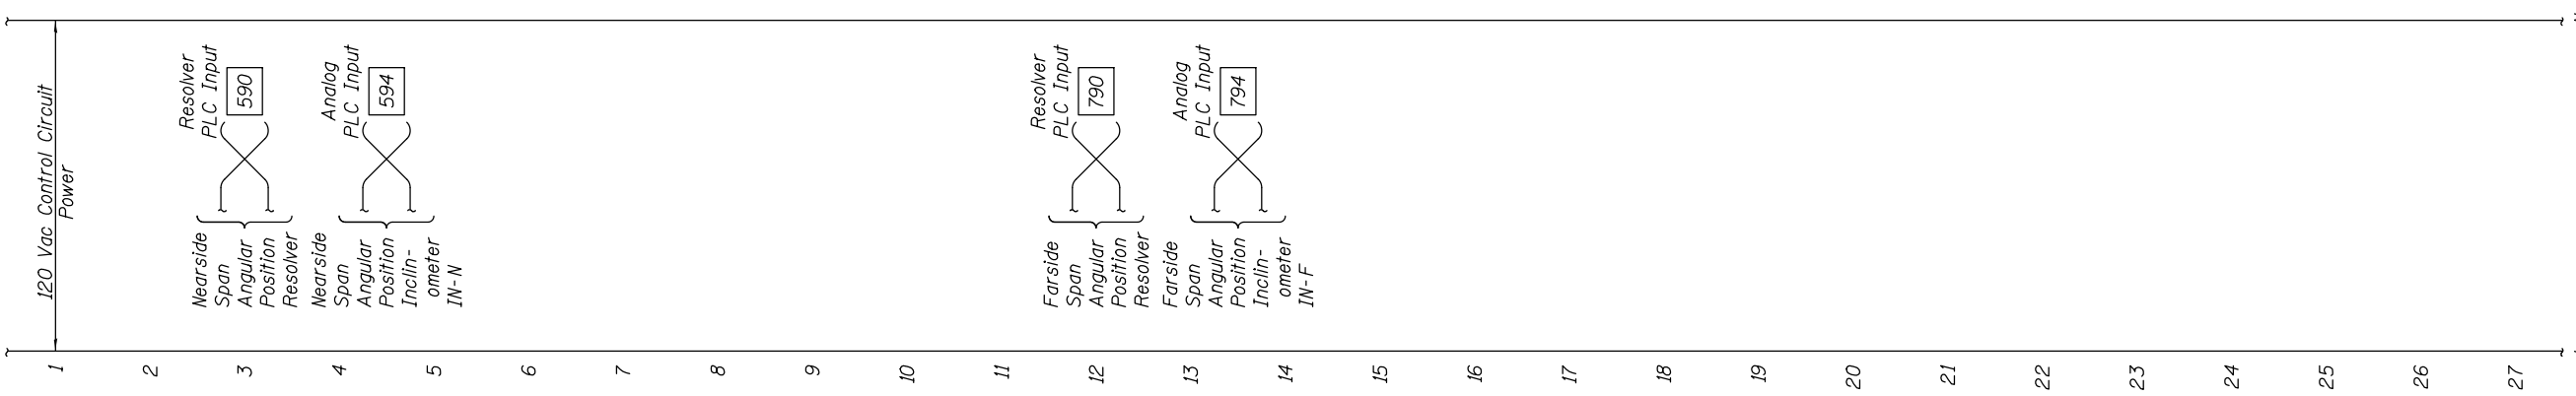 120 Vac Control Circuit
Power
Resolver
PLC Input
590
Nearside
Span
Angular
Position
Resolver
Analog
PLC Input
594
Nearside
Span
Angular
Position
Inclin-
ometer
IN-N
Resolver
PLC Input
790
Farside
Span
Angular
Position
Resolver
Analog
PLC Input
794
Farside
Span
Angular
Position
Inclin-
ometer
IN-F
1
2
3
4
5
6
7
8
9
10
11
12
13
14
15
16
17
18
19
20
21
22
23
24
25
26
27